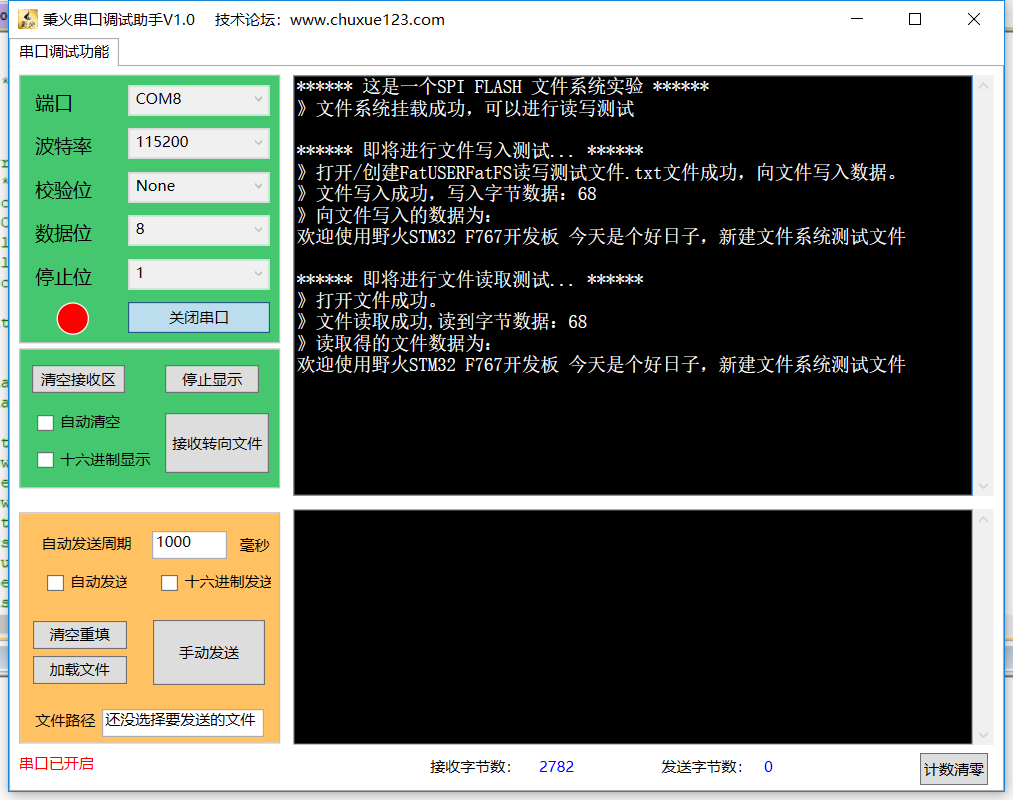 秉火串口调试助手V1.0 技术论坛：www.chuxue123.com
串口调试功能
端口 COM8
波特率 115200
校验位 None
数据位 8
停止位 1
关闭串口
清空接收区 停止显示
自动清空
十六进制显示
接收转向文件
****** 这是一个SPI FLASH 文件系统实验 ******
》文件系统挂载成功，可以进行读写测试
****** 即将进行文件写入测试... ******
》打开/创建FatUSERFatFS读写测试文件.txt文件成功，向文件写入数据。
》文件写入成功，写入字节数据：68
》向文件写入的数据为：
欢迎使用野火STM32 F767开发板 今天是个好日子，新建文件系统测试文件
****** 即将进行文件读取测试... ******
》打开文件成功。
》文件读取成功,读到字节数据：68
》读取得的文件数据为：
欢迎使用野火STM32 F767开发板 今天是个好日子，新建文件系统测试文件
自动发送周期 1000 毫秒
自动发送 十六进制发送
清空重填
加载文件
手动发送
文件路径 还没选择要发送的文件
串口已开启 接收字节数： 2782 发送字节数： 0 计数清零